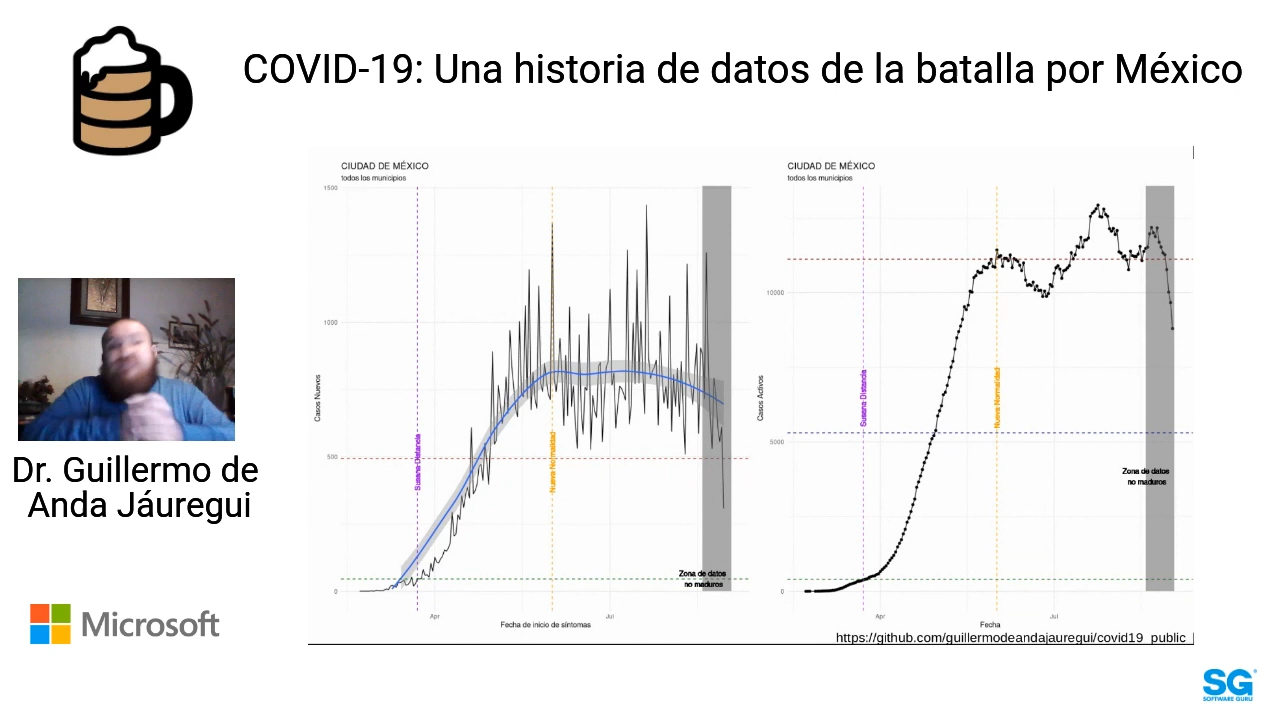 COVID-19: Una historia de datos de la batalla por México
CIUDAD DE MÉXICO
todos los municipios
1500
1000
500
0
Casos Nuevos
Susana Distancia
Nueva Normalidad
Zona de datos
no maduros
Apr
Jul
Fecha de inicio de síntomas
CIUDAD DE MÉXICO
todos los municipios
10000
5000
0
Casos Activos
Susana Distancia
Nueva Normalidad
Zona de datos
no maduros
Apr
Jul
Fecha
https://github.com/guillermodeandajauregui/covid19_public
Dr. Guillermo de
Anda Jáuregui
Microsoft
SG
SOFTWARE GURU